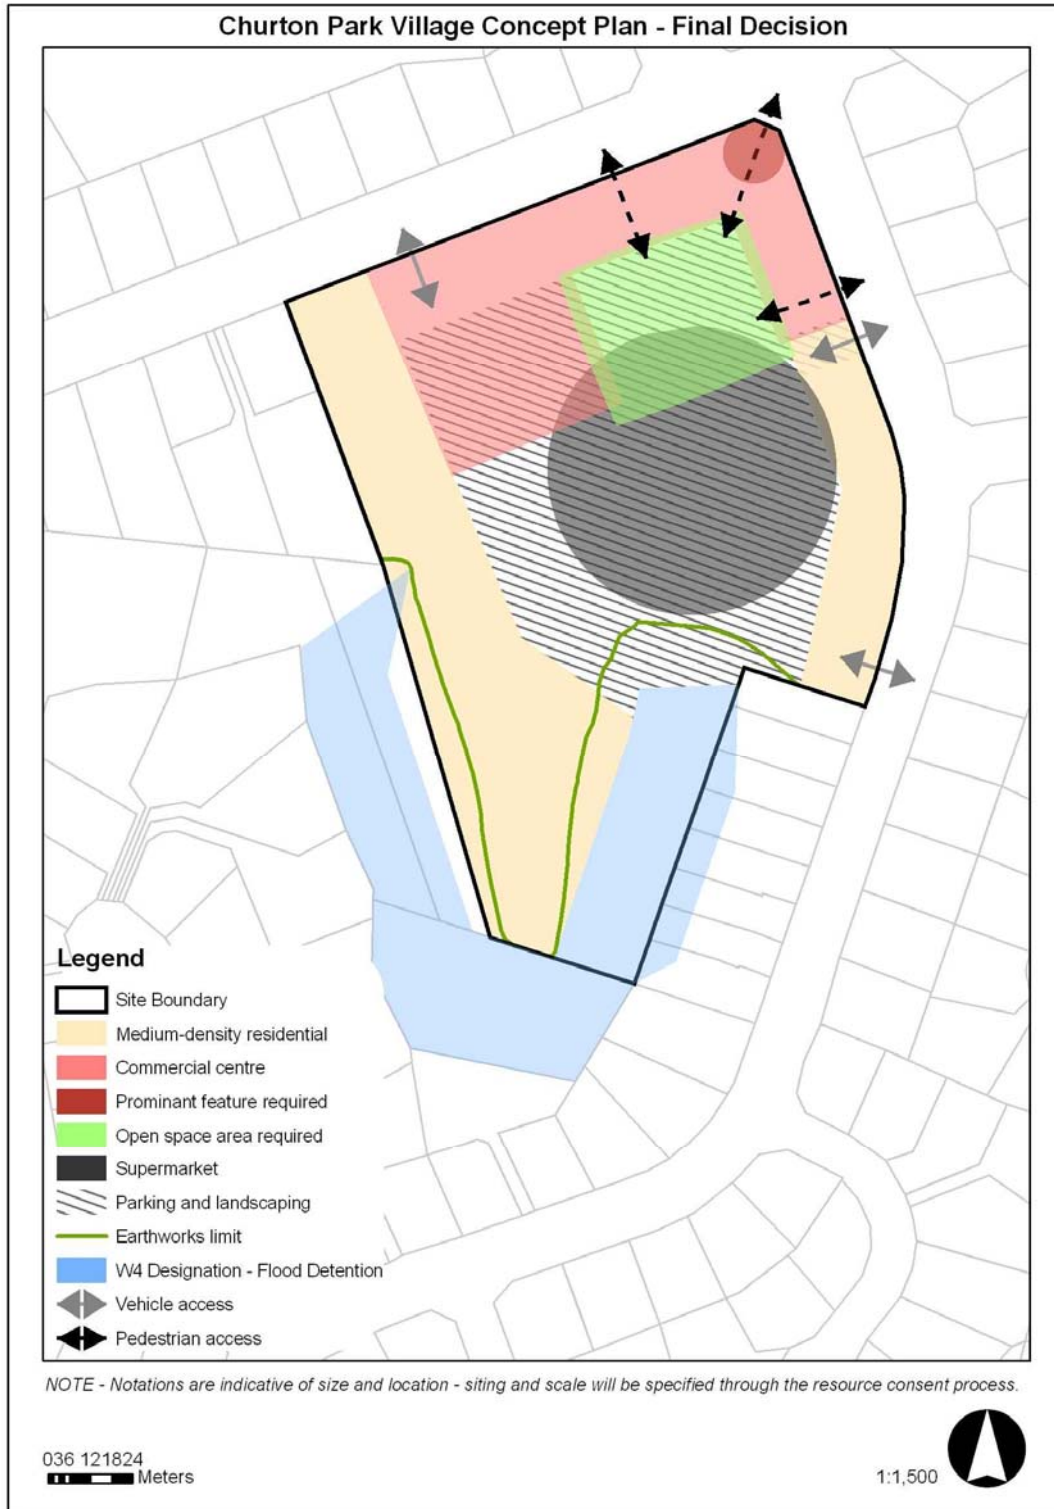 Churton Park Village Concept Plan - Final Decision
Legend
Site Boundary
Medium-density residential
Commercial centre
Prominant feature required
Open space area required
Supermarket
Parking and landscaping
Earthworks limit
W4 Designation - Flood Detention
Vehicle access
Pedestrian access
NOTE - Notations are indicative of size and location - siting and scale will be specified through the resource consent process.
036 121824
Meters
1:1,500